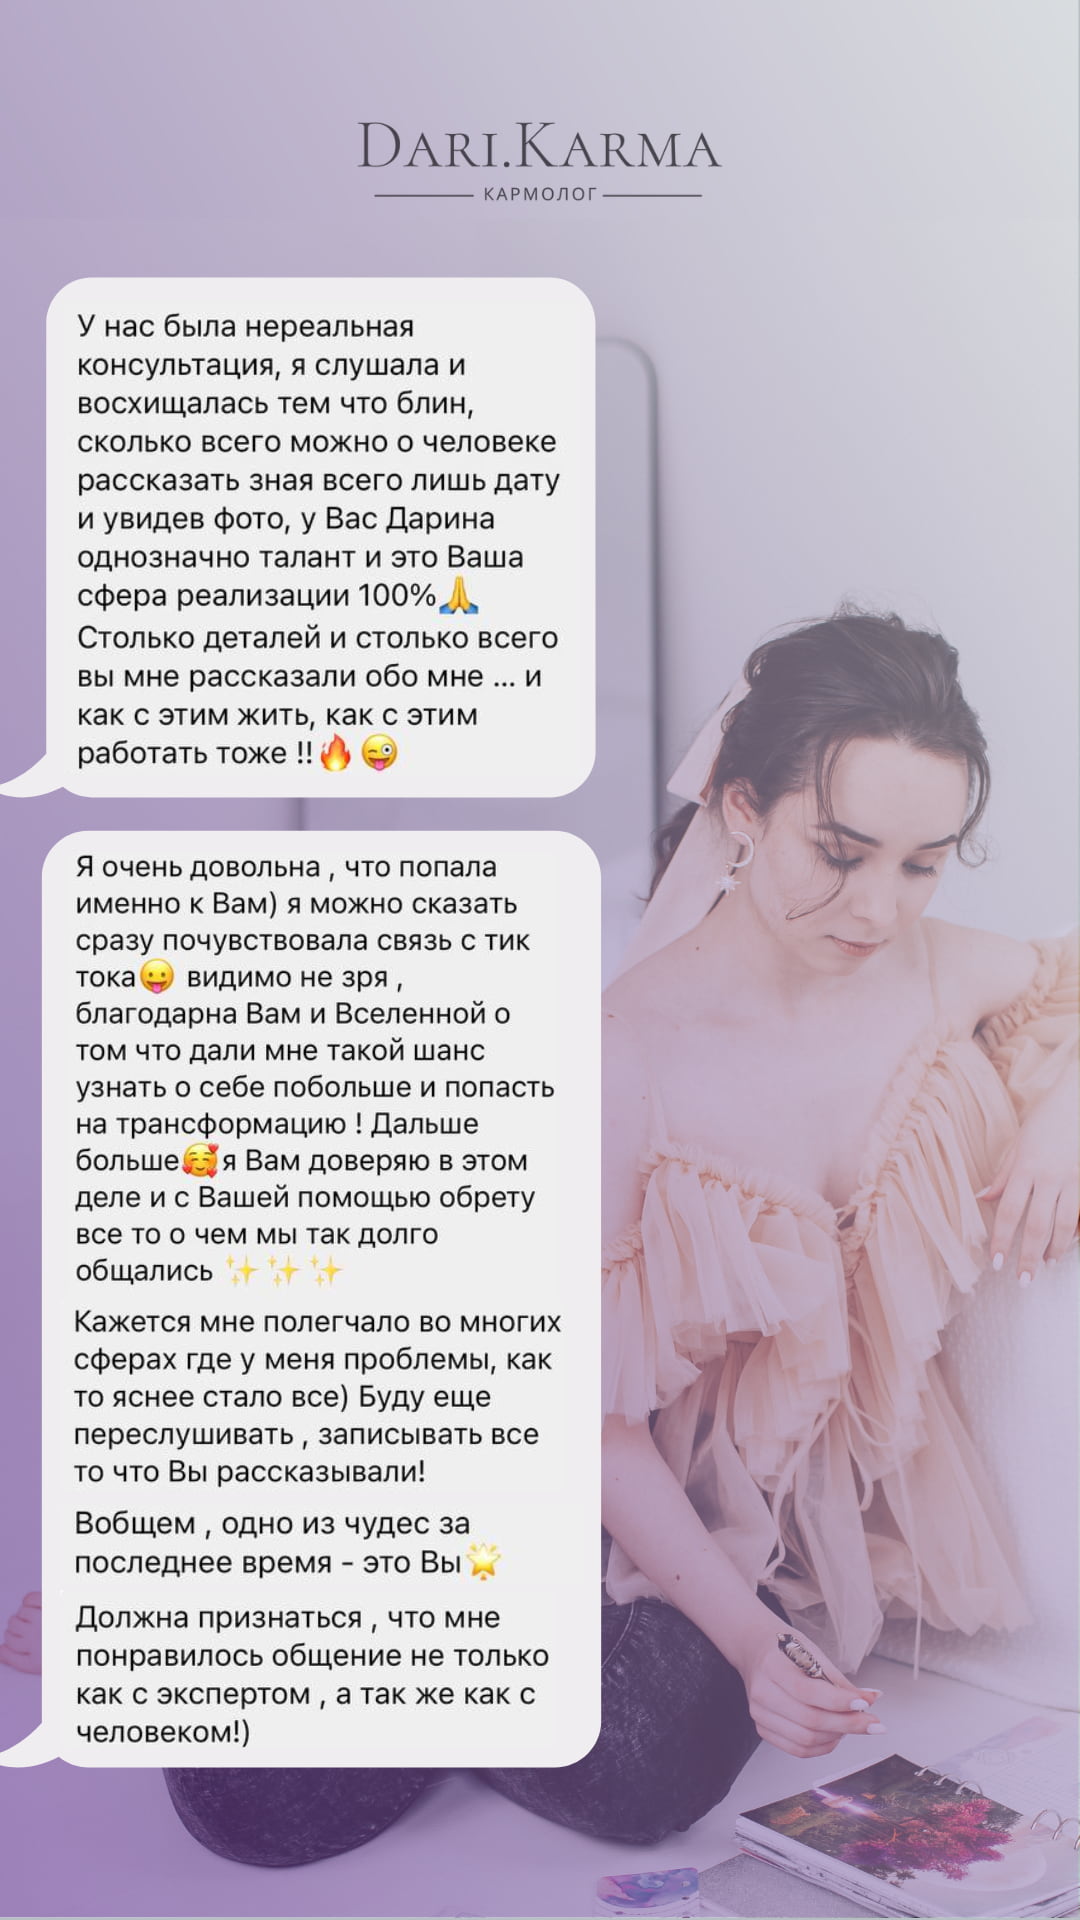 DARI.KARMA
КАРМОЛОГ
У нас была нереальная
консультация, я слушала и
восхищалась тем что блин,
сколько всего можно о человеке
рассказать зная всего лишь дату
и увидев фото, у Вас Дарина
однозначно талант и это Ваша
сфера реализации 100%🙏
Столько деталей и столько всего
вы мне рассказали обо мне ... и
как с этим жить, как с этим
работать тоже !!🔥😜
Я очень довольна , что попала
именно к Вам) я можно сказать
сразу почувствовала связь с тик
тока😛 видимо не зря ,
благодарна Вам и Вселенной о
том что дали мне такой шанс
узнать о себе побольше и попасть
на трансформацию ! Дальше
больше🥰я Вам доверяю в этом
деле и с Вашей помощью обрету
все то о чем мы так долго
общались ✨✨✨
Кажется мне полегчало во многих
сферах где у меня проблемы, как
то яснее стало все) Буду еще
переслушивать , записывать все
то что Вы рассказывали!
Вобщем , одно из чудес за
последнее время - это Вы🌟
Должна признаться , что мне
понравилось общение не только
как с экспертом , а так же как с
человеком!)